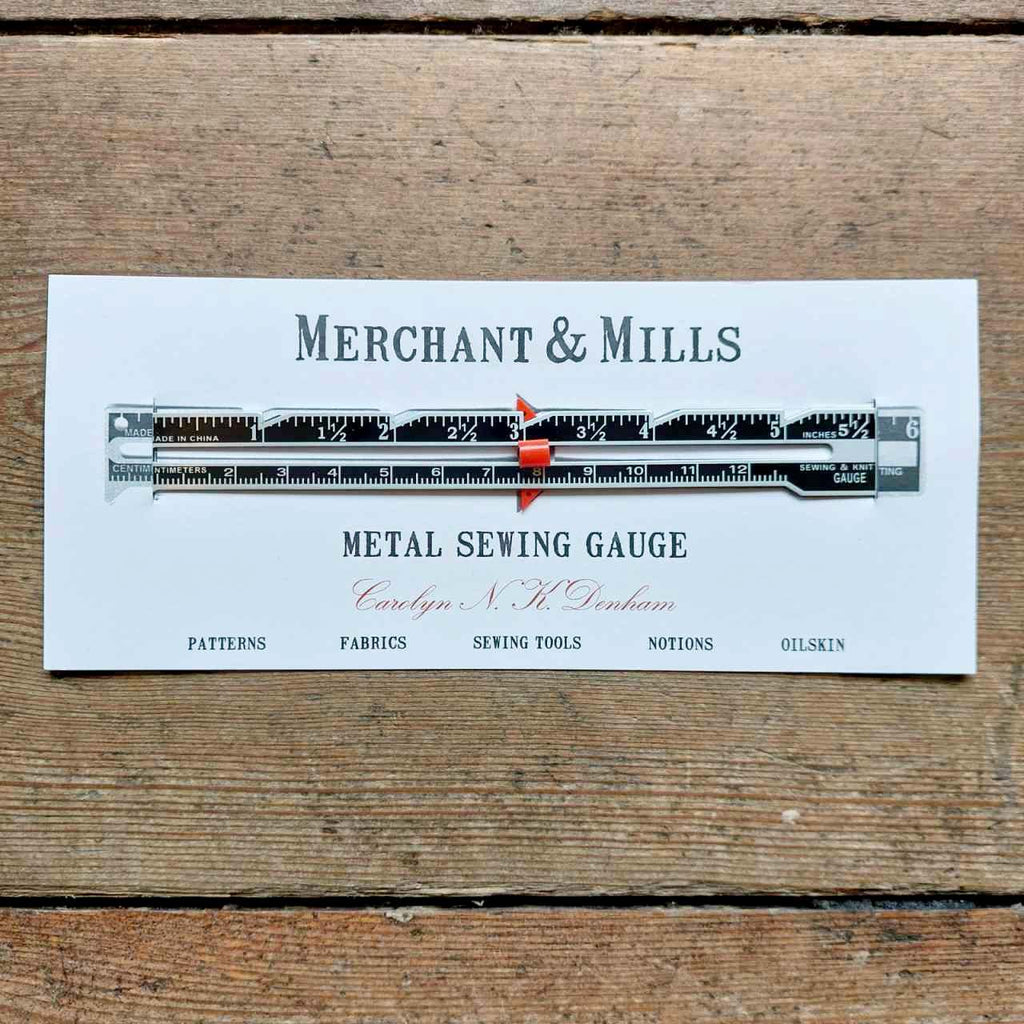 MERCHANT & MILLS
MADE IN CHINA 1 1½ 2 2½ 3 3½ 4 4½ 5 INCHES 5½ 6
CENTIMETERS 2 3 4 5 6 7 8 9 10 11 12 SEWING & KNITTING
GAUGE
METAL SEWING GAUGE
Carolyn N. K. Denham
PATTERNS FABRICS SEWING TOOLS NOTIONS OILSKIN